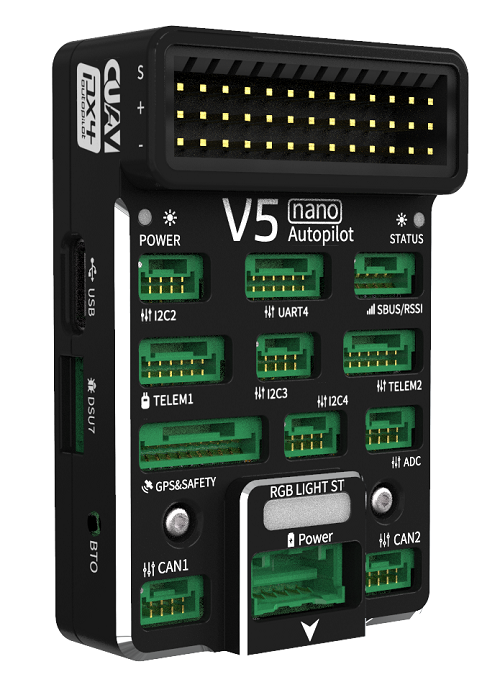 CUAV
px4
autopilot
S
+
-
V5 nano
Autopilot
POWER
STATUS
I2C2
UART4
SBUS/RSSI
TELEM1
I2C3
TELEM2
I2C4
GPS&SAFETY
ADC
RGB LIGHT ST
Power
CAN1
CAN2
USB
DSU7
BTO